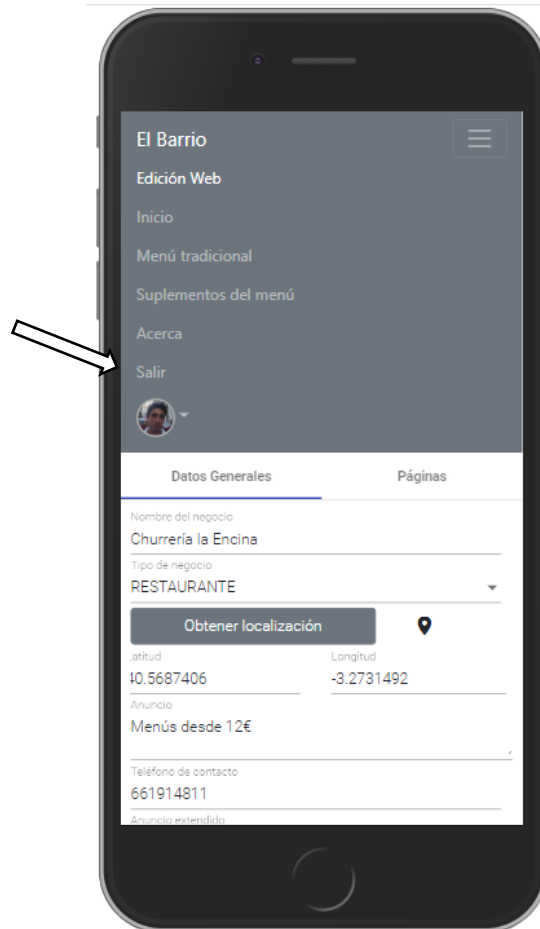 El Barrio
Edición Web
Inicio
Menú tradicional
Suplementos del menú
Acerca
Salir
Datos Generales Páginas
Nombre del negocio
Churrería la Encina
Tipo de negocio
RESTAURANTE
Obtener localización
atitud Longitud
40.5687406 -3.2731492
Anuncio
Menús desde 12€
Teléfono de contacto
661914811
Anuncio extendido